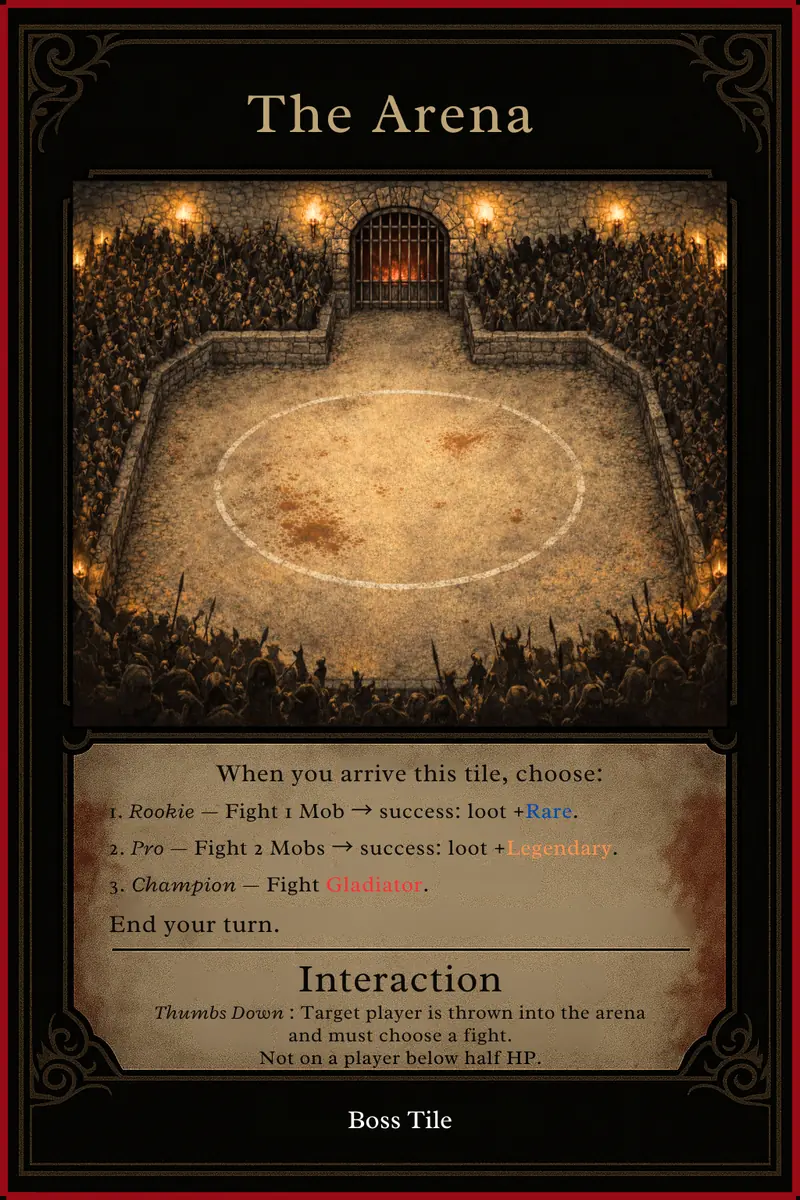 The Arena
When you arrive this tile, choose:
1. Rookie — Fight 1 Mob → success: loot +Rare.
2. Pro — Fight 2 Mobs → success: loot +Legendary.
3. Champion — Fight Gladiator.
End your turn.
Interaction
Thumbs Down : Target player is thrown into the arena
and must choose a fight.
Not on a player below half HP.
Boss Tile